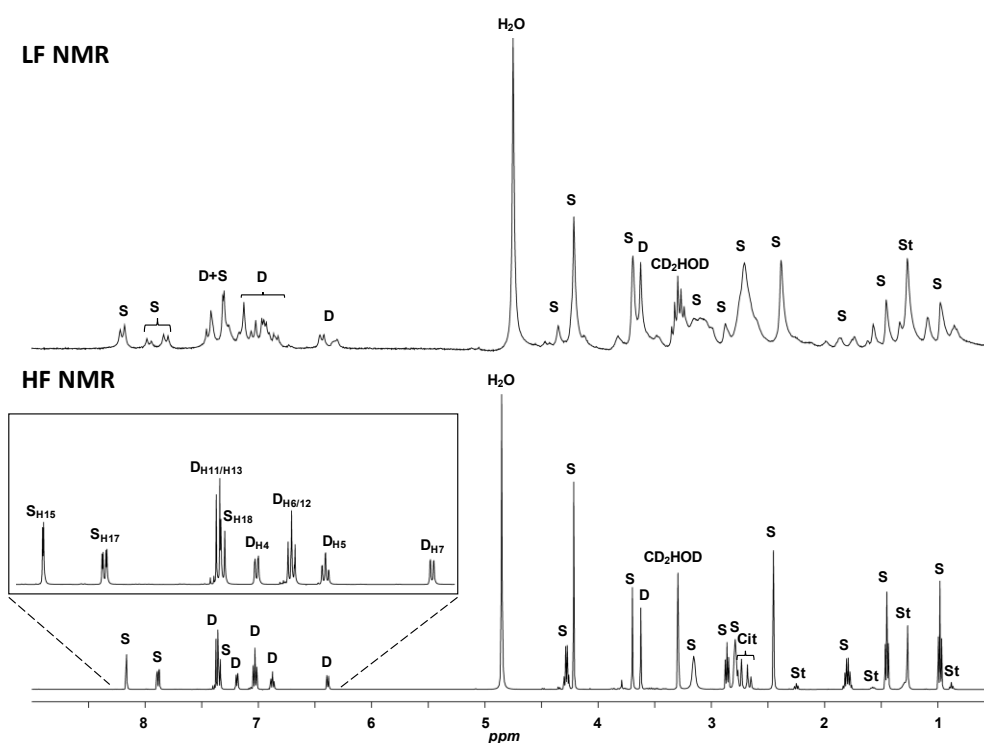 H₂O
LF NMR
S
S
D+S
D
D
S
S
S
D
CD₂HOD
S
S
S
S
S
S
St
S
HF NMR
H₂O
S_H15
S_H17
D_H11/H13
S_H18
D_H4
D_H6/12
D_H5
D_H7
S
S
D
S
D
D
D
D
S
S
S
D
CD₂HOD
S
S
S
Cit
S
St
S
St
S
St
S
St
8 7 6 5 4 3 2 1
ppm